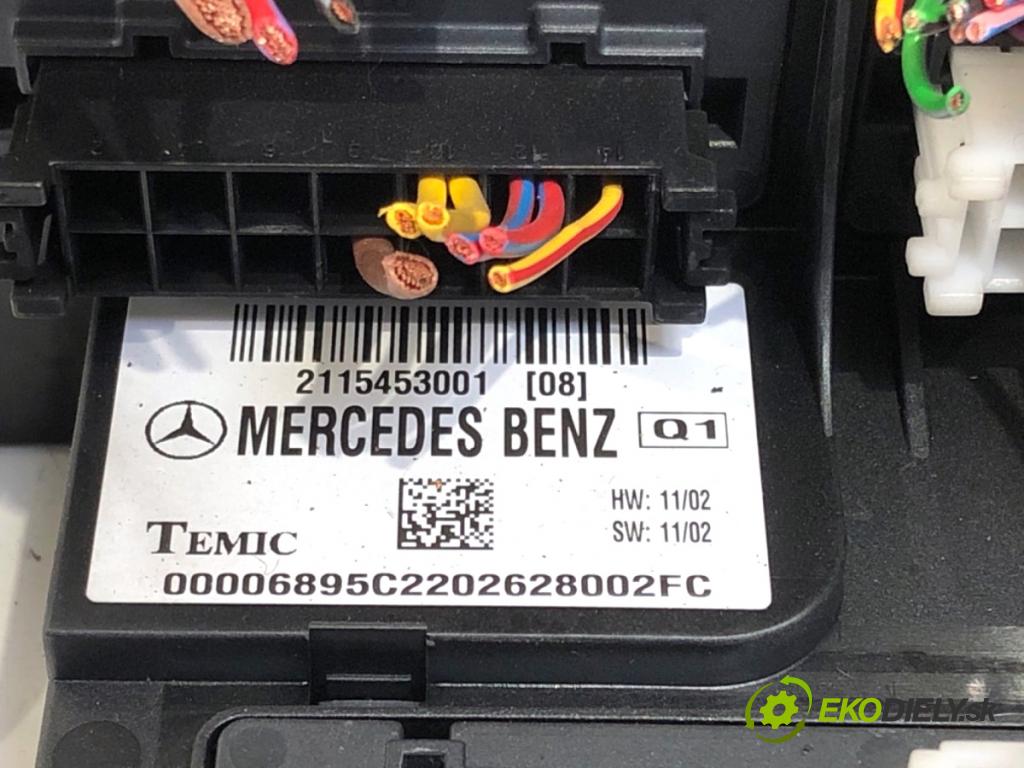 2115453001 [08]
MERCEDES BENZ Q1
HW: 11/02
SW: 11/02
TEMIC
00006895C2202628002FC
EKODIELY.sk